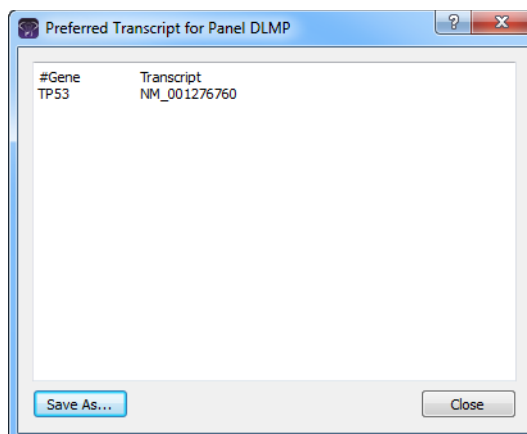 Preferred Transcript for Panel DLMP
#Gene Transcript
TP53 NM_001276760
Save As...
Close